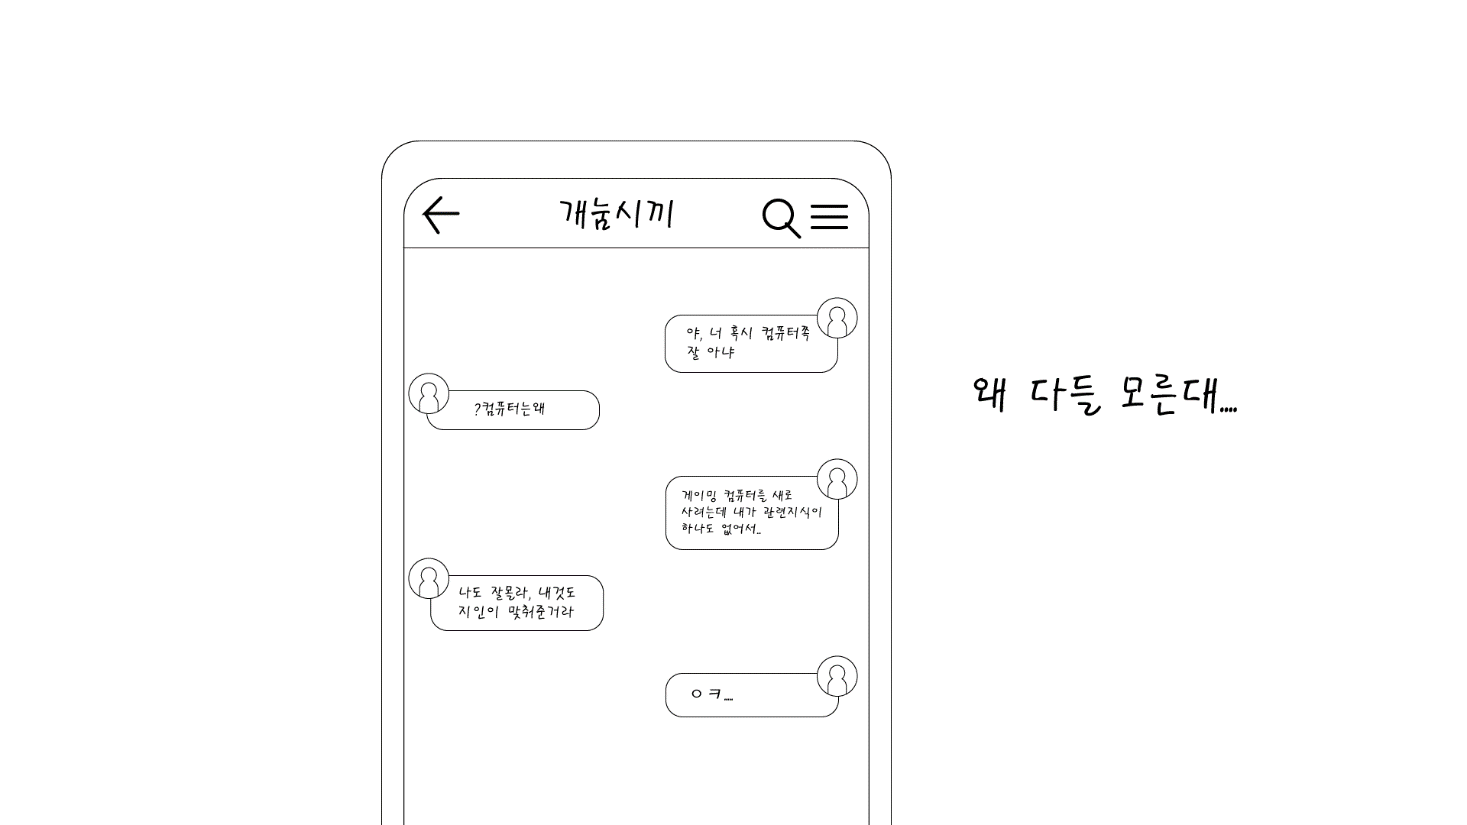 개눔시끼
야, 너 혹시 컴퓨터쪽
잘 아냐
?컴퓨터는왜
게이밍 컴퓨터를 새로
사려는데 내가 관련지식이
하나도 없어서..
나도 잘몰라, 내것도
지인이 맞춰준거라
ㅇㅋ....
왜 다들 모른대....